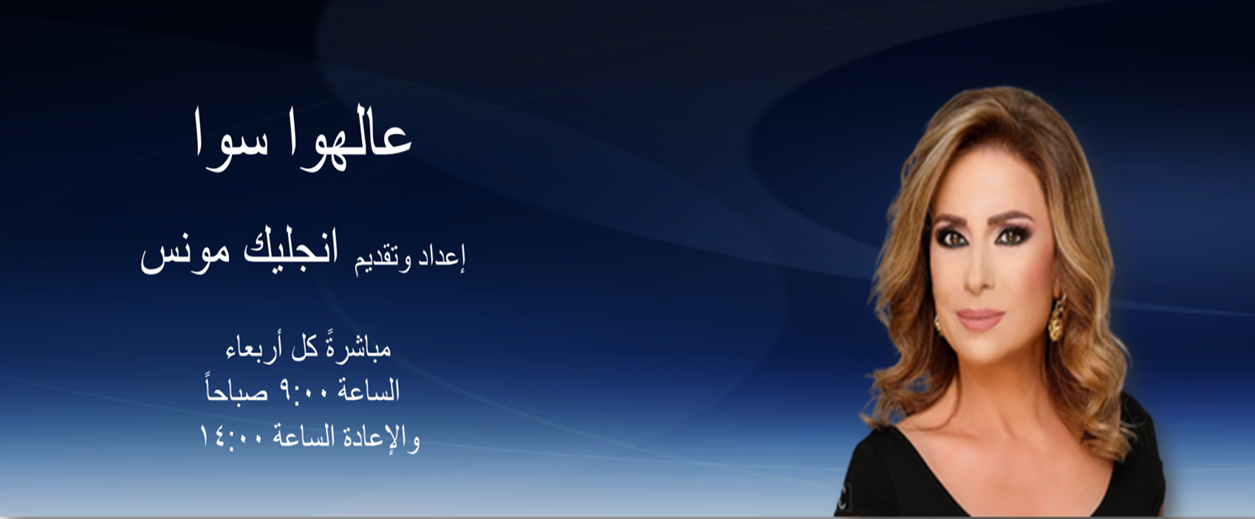 عالهوا سوا
إعداد وتقديم انجليك مونس
مباشرةً كل أربعاء
الساعة ٩:٠٠ صباحاً
والإعادة الساعة ١٤:٠٠